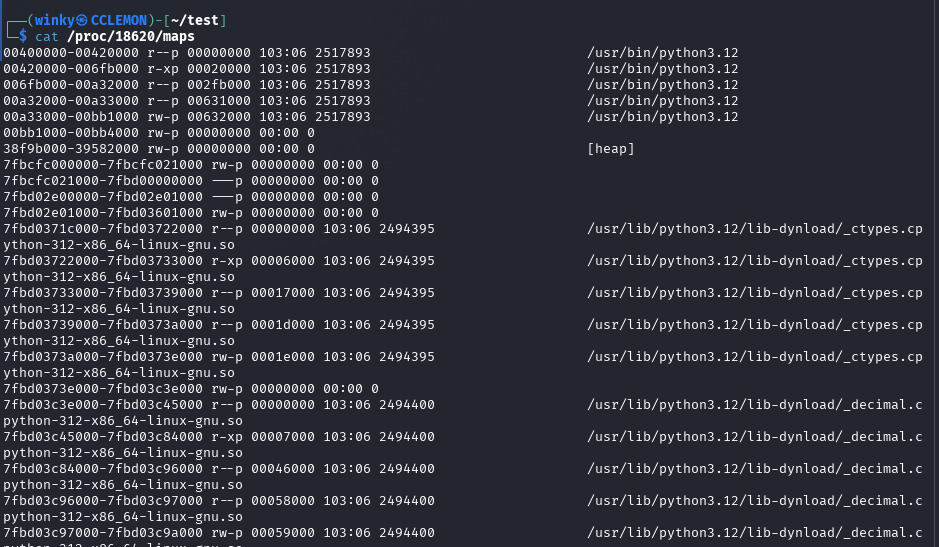 ┌──(winky㉿CCLEMON)-[~/test]
└─$ cat /proc/18620/maps
00400000-00420000 r--p 00000000 103:06 2517893                           /usr/bin/python3.12
00420000-006fb000 r-xp 00020000 103:06 2517893                           /usr/bin/python3.12
006fb000-00a32000 r--p 002fb000 103:06 2517893                           /usr/bin/python3.12
00a32000-00a33000 r--p 00631000 103:06 2517893                           /usr/bin/python3.12
00a33000-00bb1000 rw-p 00632000 103:06 2517893                           /usr/bin/python3.12
00bb1000-00bb4000 rw-p 00000000 00:00 0
38f9b000-39582000 rw-p 00000000 00:00 0                                  [heap]
7fbcfc000000-7fbcfc021000 rw-p 00000000 00:00 0
7fbcfc021000-7fbd00000000 ---p 00000000 00:00 0
7fbd02e00000-7fbd02e01000 ---p 00000000 00:00 0
7fbd02e01000-7fbd03601000 rw-p 00000000 00:00 0
7fbd0371c000-7fbd03722000 r--p 00000000 103:06 2494395                   /usr/lib/python3.12/lib-dynload/_ctypes.cp
ython-312-x86_64-linux-gnu.so
7fbd03722000-7fbd03733000 r-xp 00006000 103:06 2494395                   /usr/lib/python3.12/lib-dynload/_ctypes.cp
ython-312-x86_64-linux-gnu.so
7fbd03733000-7fbd03739000 r--p 00017000 103:06 2494395                   /usr/lib/python3.12/lib-dynload/_ctypes.cp
ython-312-x86_64-linux-gnu.so
7fbd03739000-7fbd0373a000 r--p 0001d000 103:06 2494395                   /usr/lib/python3.12/lib-dynload/_ctypes.cp
ython-312-x86_64-linux-gnu.so
7fbd0373a000-7fbd0373e000 rw-p 0001e000 103:06 2494395                   /usr/lib/python3.12/lib-dynload/_ctypes.cp
ython-312-x86_64-linux-gnu.so
7fbd0373e000-7fbd03c3e000 rw-p 00000000 00:00 0
7fbd03c3e000-7fbd03c45000 r--p 00000000 103:06 2494400                   /usr/lib/python3.12/lib-dynload/_decimal.c
python-312-x86_64-linux-gnu.so
7fbd03c45000-7fbd03c84000 r-xp 00007000 103:06 2494400                   /usr/lib/python3.12/lib-dynload/_decimal.c
python-312-x86_64-linux-gnu.so
7fbd03c84000-7fbd03c96000 r--p 00046000 103:06 2494400                   /usr/lib/python3.12/lib-dynload/_decimal.c
python-312-x86_64-linux-gnu.so
7fbd03c96000-7fbd03c97000 r--p 00058000 103:06 2494400                   /usr/lib/python3.12/lib-dynload/_decimal.c
python-312-x86_64-linux-gnu.so
7fbd03c97000-7fbd03c9a000 rw-p 00059000 103:06 2494400                   /usr/lib/python3.12/lib-dynload/_decimal.c